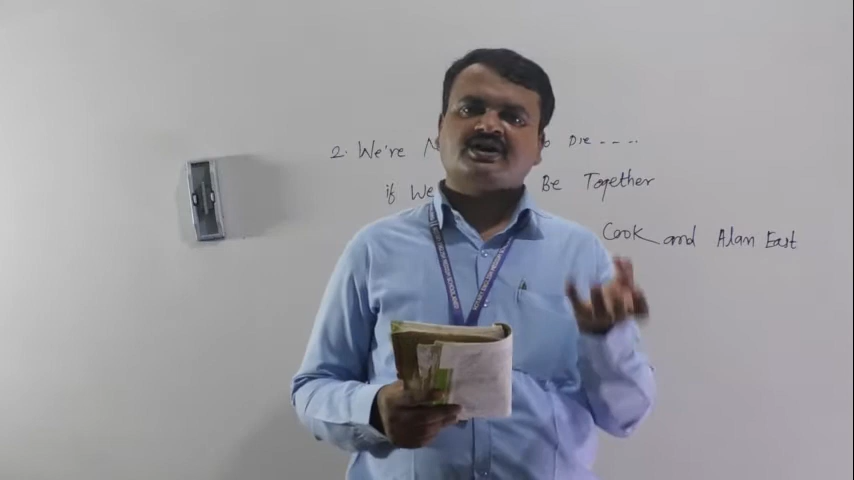 2. We're Die ----
if We Be Together
Cook and Alan East